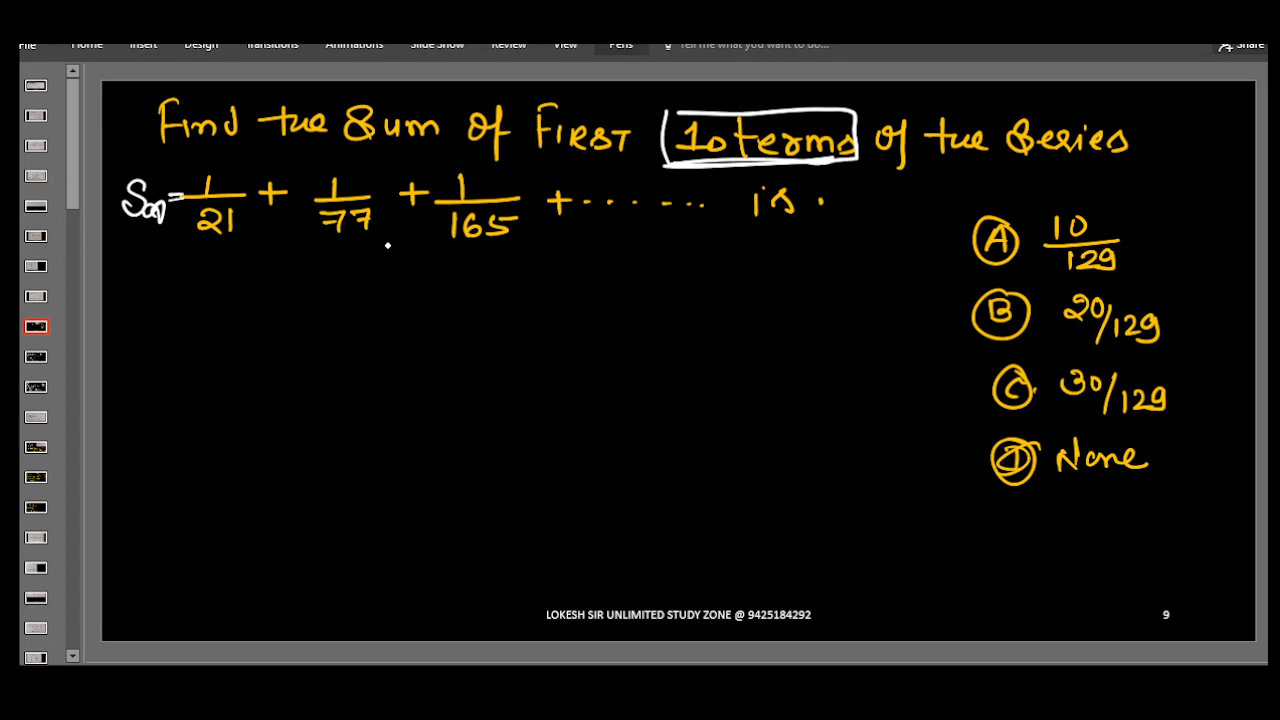 File Home Insert Design Transitions Animations Slide Show Review View Pens Tell me what you want to do... Share
Find the Sum of FIRST 10 terms of the Series
= 1/21 + 1/77 + 1/165 + ....... is .
A 10/129
B 20/129
C 30/129
D None
LOKESH SIR UNLIMITED STUDY ZONE @ 9425184292 9